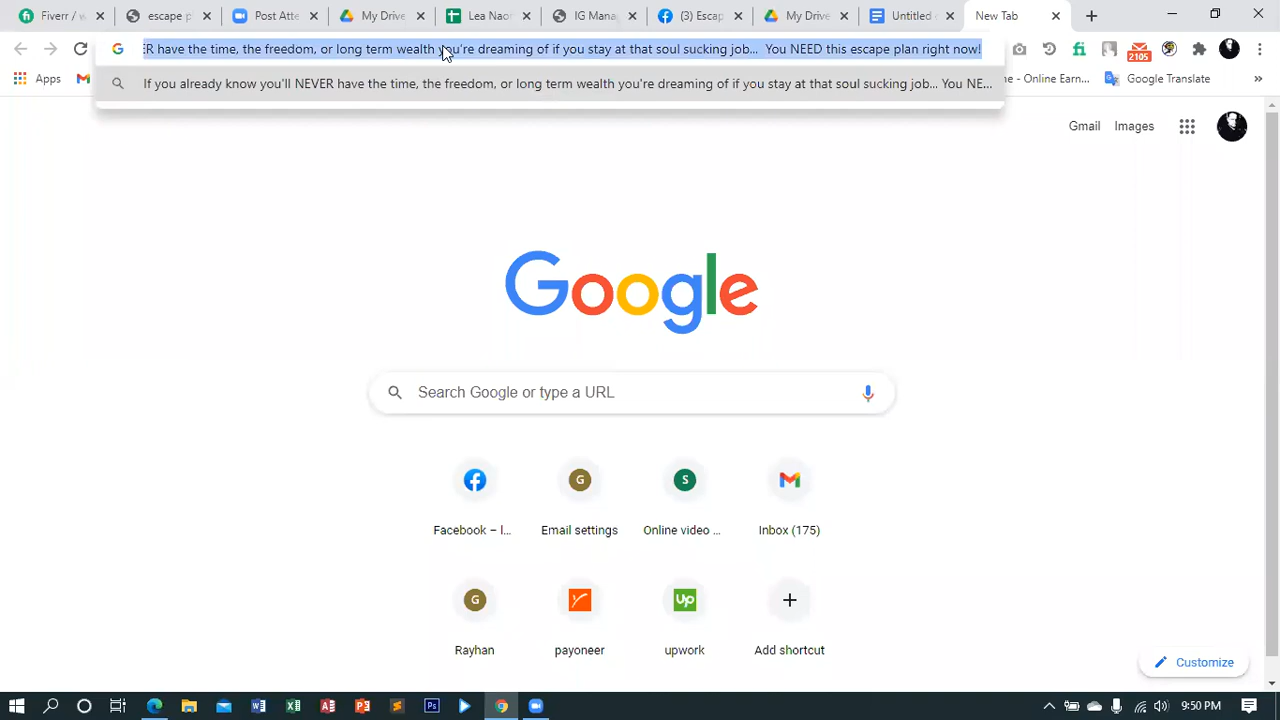 Fiverr / w
escape
Post Atte
My Drive
Lea Nao
IG Mana
(3) Escap
My Drive
Untitled
New Tab
have the time, the freedom, or long term wealth you're dreaming of if you stay at that soul sucking job... You NEED this escape plan right now!
2105
Apps
If you already know you'll NEVER have the time, the freedom, or long term wealth you're dreaming of if you stay at that soul sucking job... You NE...
e - Online Earn...
Google Translate
»
Gmail
Images
Google
Search Google or type a URL
G
S
Facebook – l...
Email settings
Online video ...
Inbox (175)
G
up
Rayhan
payoneer
upwork
Add shortcut
Customize
9:50 PM